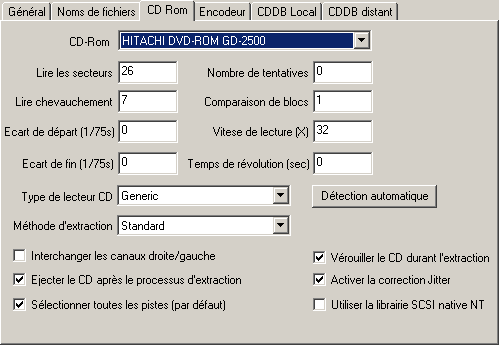 Général Noms de fichiers CD Rom Encodeur CDDB Local CDDB distant
CD-Rom HITACHI DVD-ROM GD-2500
Lire les secteurs 26 Nombre de tentatives 0
Lire chevauchement 7 Comparaison de blocs 1
Ecart de départ (1/75s) 0 Vitese de lecture (X) 32
Ecart de fin (1/75s) 0 Temps de révolution (sec) 0
Type de lecteur CD Generic Détection automatique
Méthode d'extraction Standard
Interchanger les canaux droite/gauche Vérouiller le CD durant l'extraction
Ejecter le CD après le processus d'extraction Activer la correction Jitter
Sélectionner toutes les pistes (par défaut) Utiliser la librairie SCSI native NT